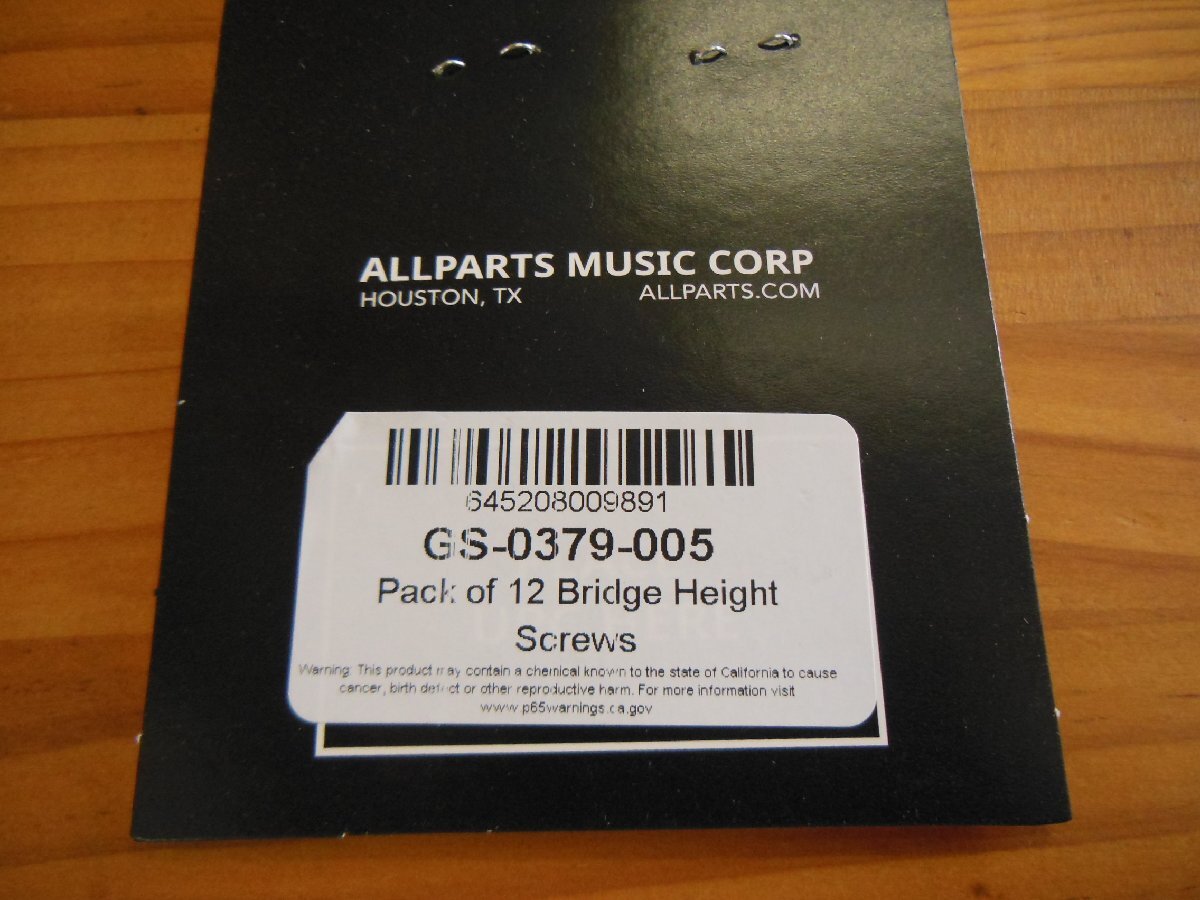 ALLPARTS MUSIC CORP
HOUSTON, TX ALLPARTS.COM
645208009891
GS-0379-005
Pack of 12 Bridge Height
Screws
Warning: This product may contain a chemical known to the state of California to cause
cancer, birth defect or other reproductive harm. For more information visit
www.p65warnings.ca.gov